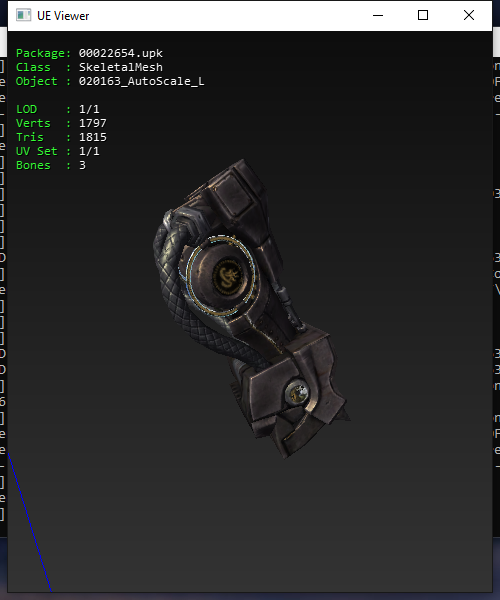 UE Viewer
Package: 00022654.upk
Class : SkeletalMesh
Object : 020163_AutoScale_L
LOD : 1/1
Verts : 1797
Tris : 1815
UV Set : 1/1
Bones : 3